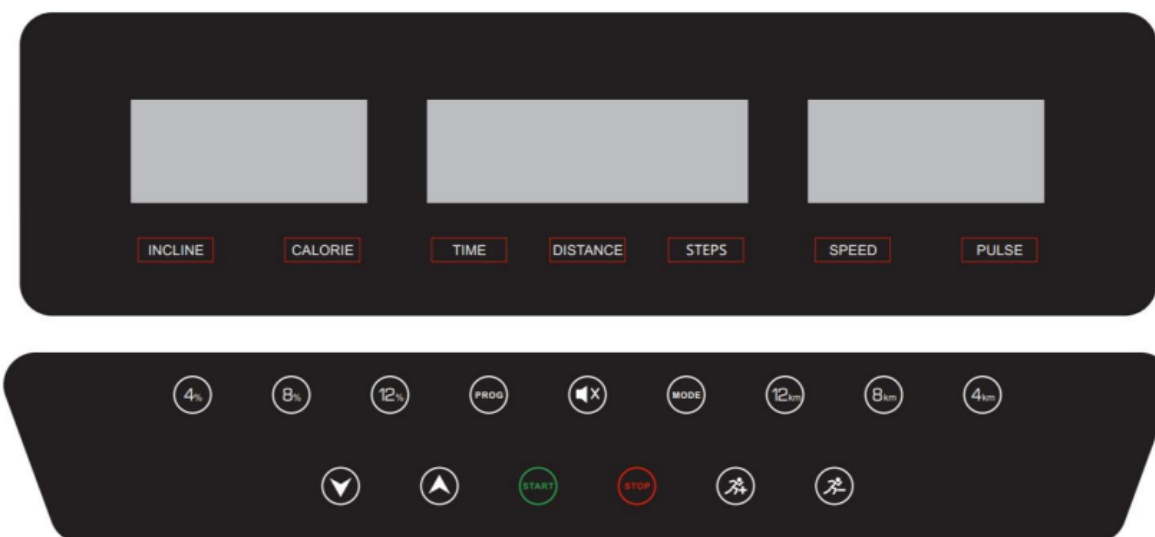 INCLINE CALORIE TIME DISTANCE STEPS SPEED PULSE
4% 8% 12% PROG X MODE 12km 8km 4km
START STOP